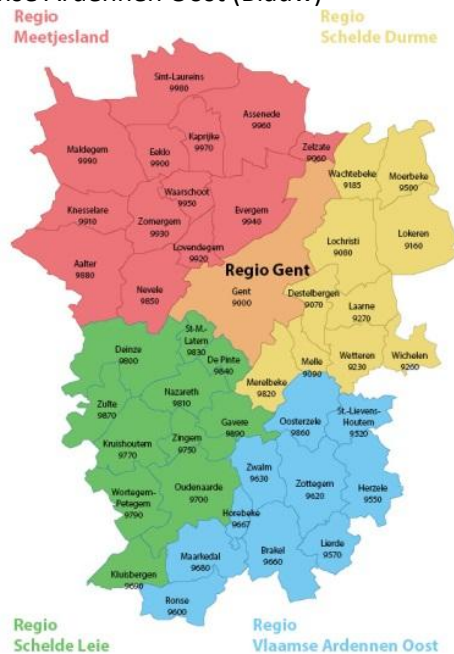 Ardennen Oost (Blauw)
Regio
Meetjesland
Regio
Schelde Durme
Sint-Laureins
9980
Assenede
9960
Kaprijke
9970
Maldegem
9990
Eeklo
9900
Zelzate
9060
Wachtebeke
9185
Moerbeke
9500
Waarschoot
9950
Knesselare
9910
Zomergem
9930
Evergem
9940
Lochristi
9080
Lokeren
9160
Lovendegem
9920
Aalter
9880
Regio Gent
Nevele
9850
Gent
9000
Destelbergen
9070
Laarne
9270
St-M.-
Latem
9830
Deinze
9800
De Pinte
9840
Melle
9090
Wetteren
9230
Wichelen
9260
Merelbeke
9820
Nazareth
9810
Zulte
9870
St.-Lievens-
Houtem
9520
Gavere
9890
Oosterzele
9860
Kruishoutem
9770
Zingem
9750
Zwalm
9630
Zottegem
9620
Herzele
9550
Wortegem-
Petegem
9790
Oudenaarde
9700
Horebeke
9667
Maarkedal
9680
Brakel
9660
Lierde
9570
Kluisbergen
9690
Ronse
9600
Regio
Schelde Leie
Regio
Vlaamse Ardennen Oost